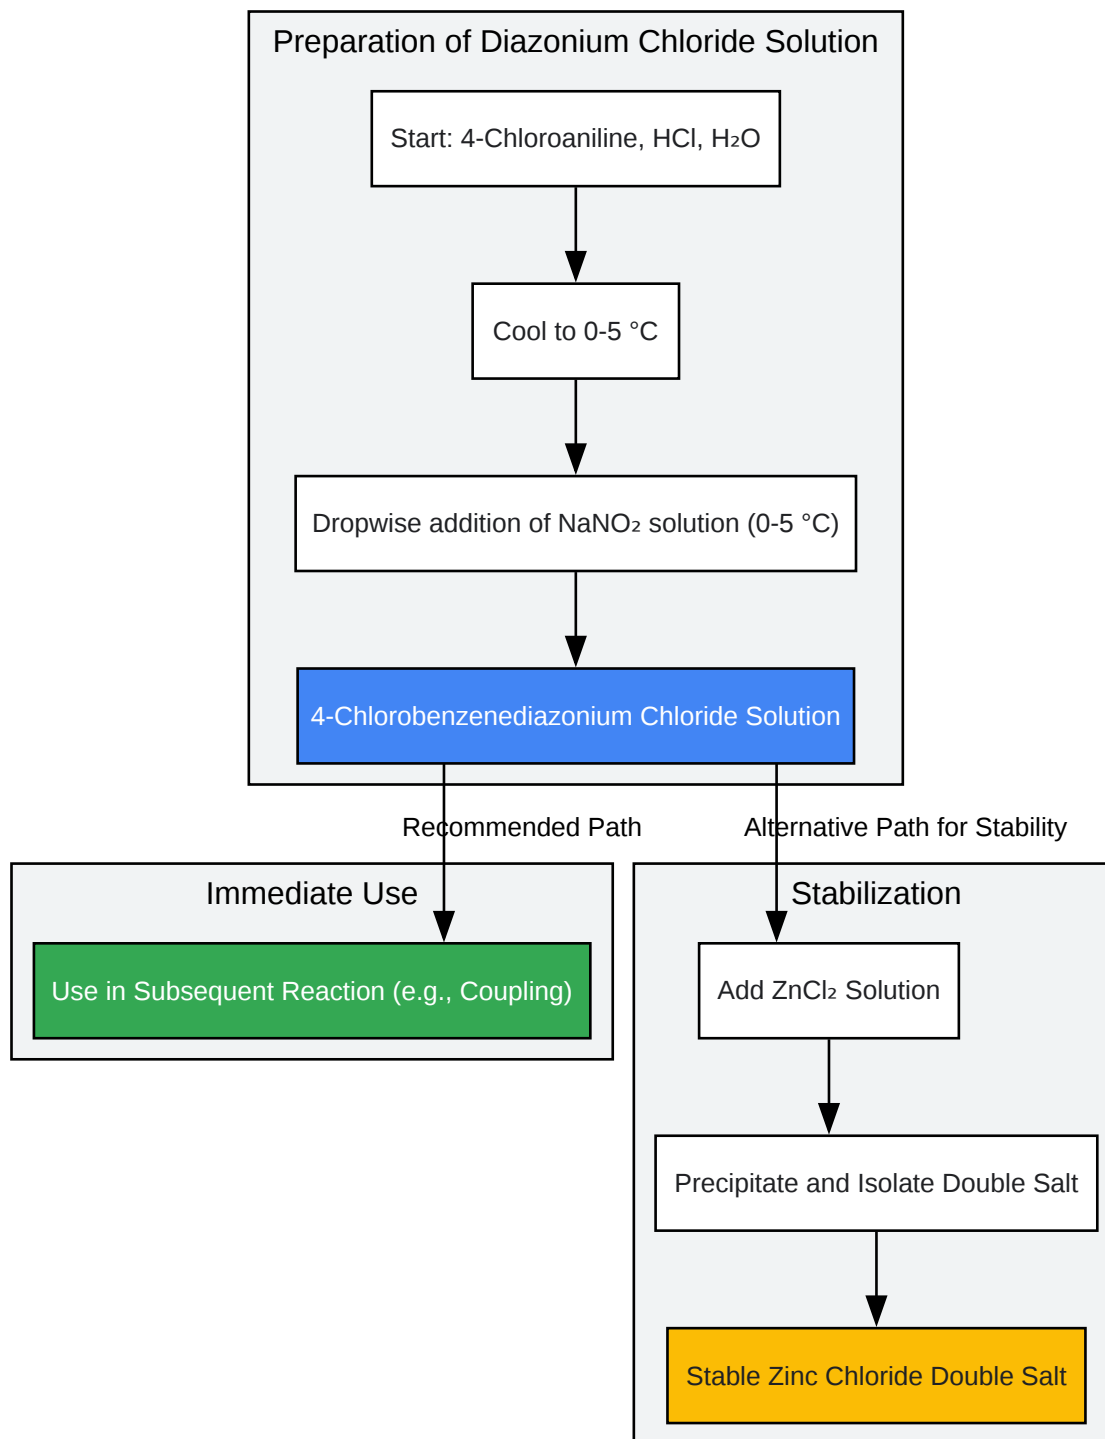 Preparation of Diazonium Chloride Solution
Start: 4-Chloroaniline, HCl, H₂O
Cool to 0-5 °C
Dropwise addition of NaNO₂ solution (0-5 °C)
4-Chlorobenzenediazonium Chloride Solution
Recommended Path
Alternative Path for Stability
Immediate Use
Use in Subsequent Reaction (e.g., Coupling)
Stabilization
Add ZnCl₂ Solution
Precipitate and Isolate Double Salt
Stable Zinc Chloride Double Salt